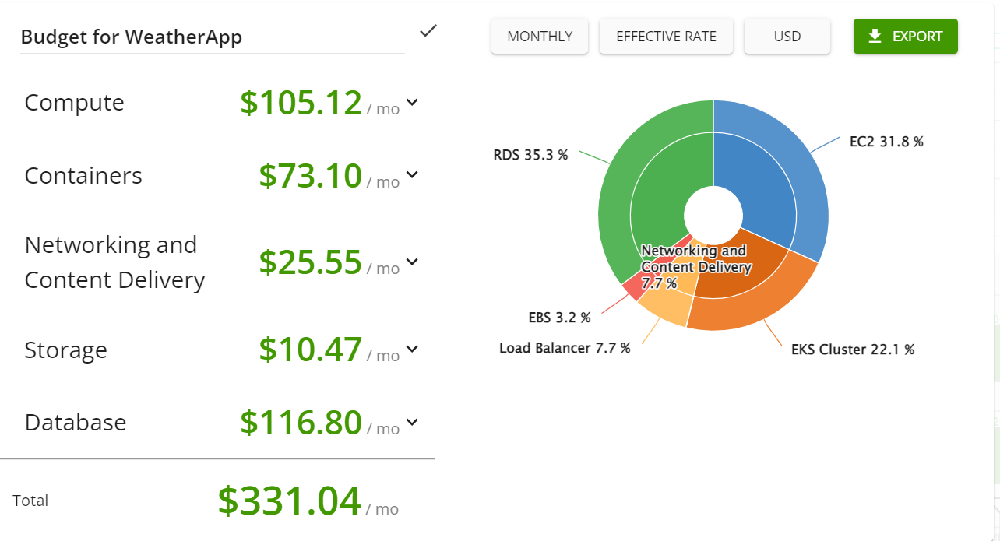 Budget for WeatherApp
MONTHLY
EFFECTIVE RATE
USD
EXPORT
Compute
$105.12 / mo
Containers
$73.10 / mo
Networking and
Content Delivery
$25.55 / mo
Storage
$10.47 / mo
Database
$116.80 / mo
Total
$331.04 / mo
EC2 31.8 %
RDS 35.3 %
Networking and
Content Delivery
7.7 %
EBS 3.2 %
Load Balancer 7.7 %
EKS Cluster 22.1 %